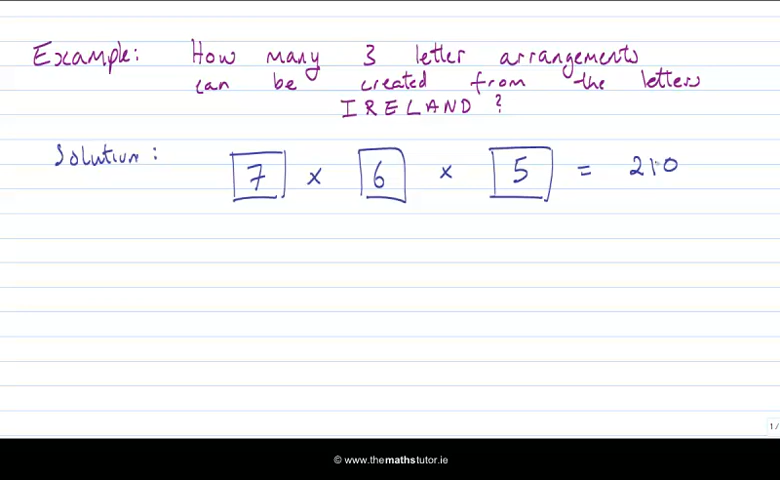 Example: How many 3 letter arrangements
can be created from the letters
IRELAND ?
Solution: 7 x 6 x 5 = 210
1/
© www.themathstutor.ie